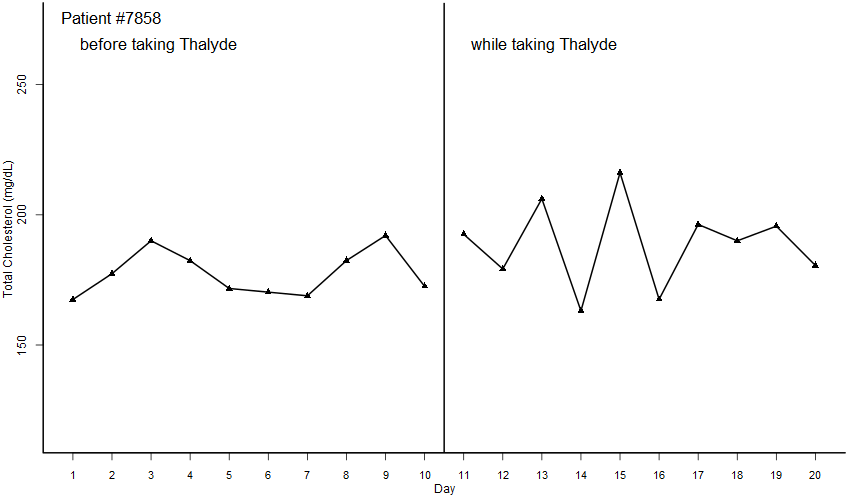 Patient #7858
before taking Thalyde
while taking Thalyde
Total Cholesterol (mg/dL)
250
200
150
1 2 3 4 5 6 7 8 9 10 11 12 13 14 15 16 17 18 19 20
Day